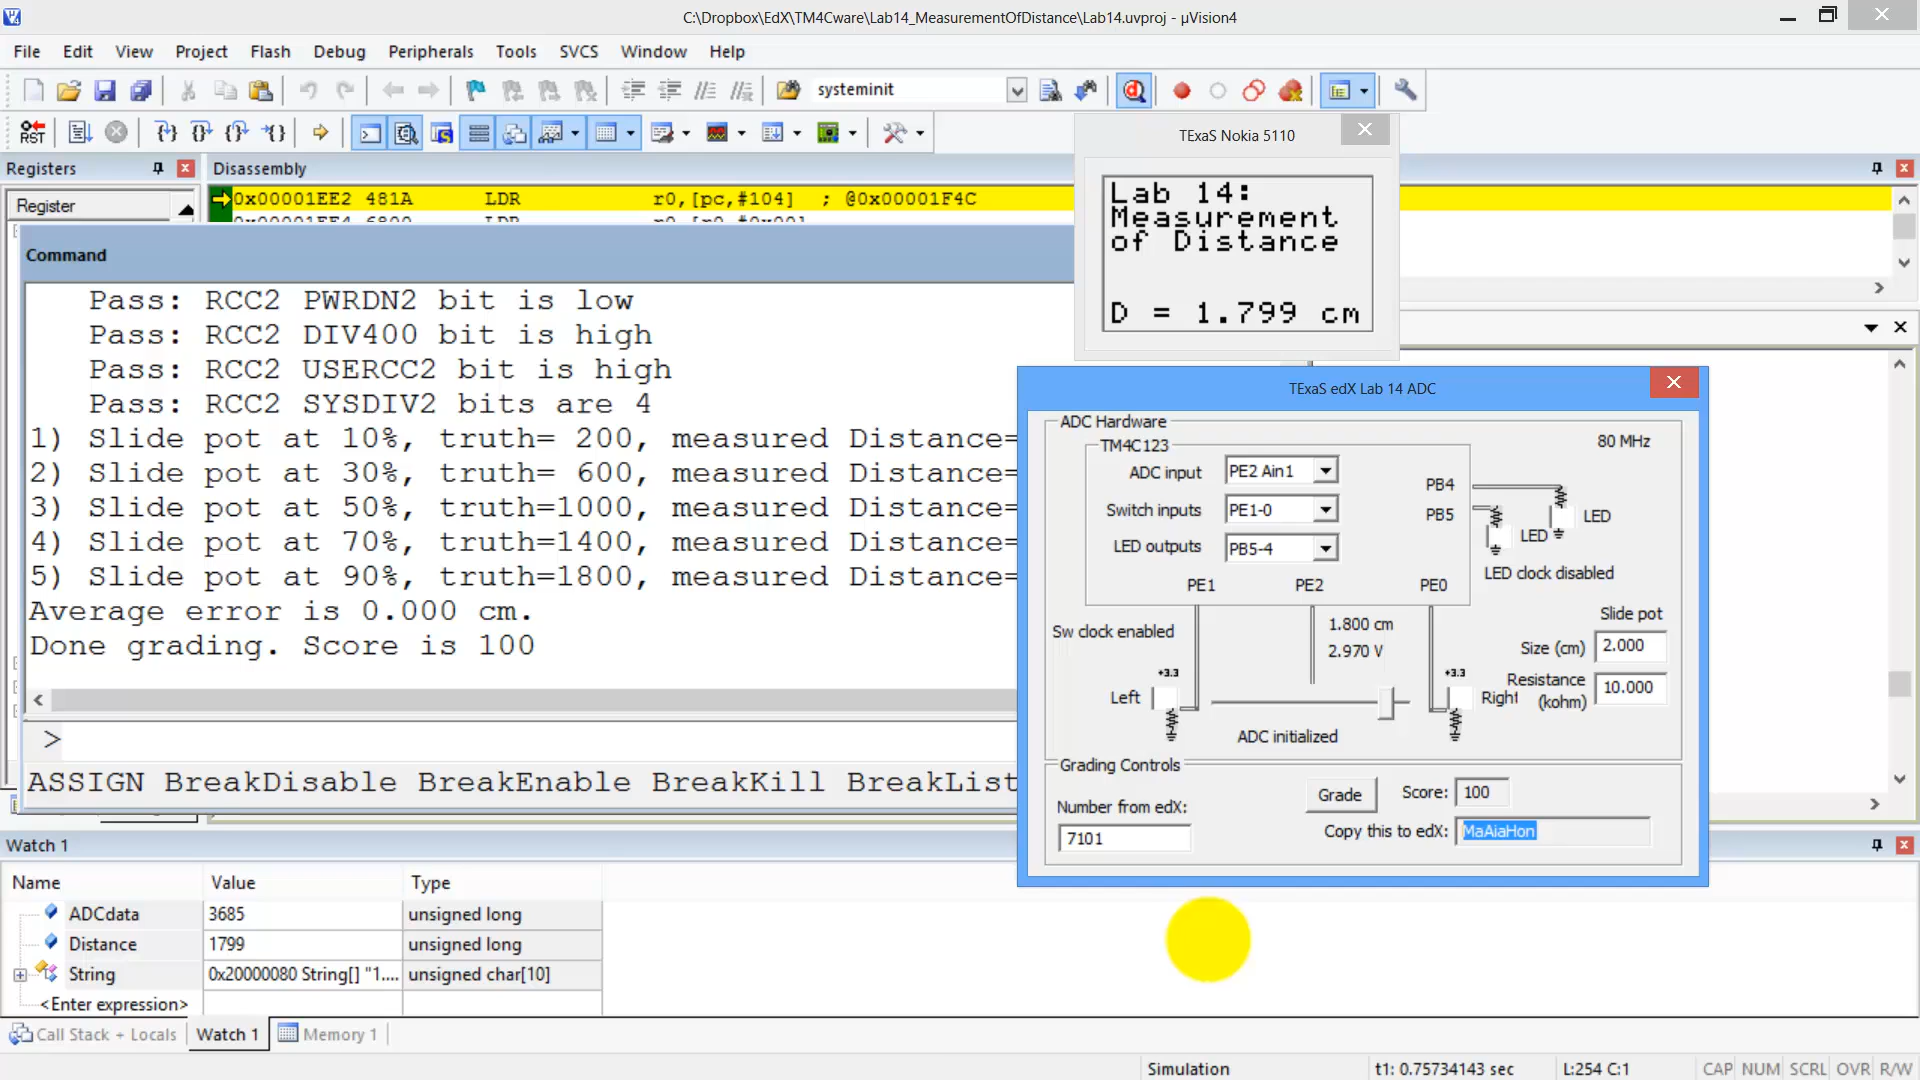 C:\Dropbox\EdX\TM4Cware\Lab14_MeasurementOfDistance\Lab14.uvproj - µVision4
File Edit View Project Flash Debug Peripherals Tools SVCS Window Help
systeminit
RST
Registers
Disassembly
Register
0x00001EE2 481A LDR r0,[pc,#104] ; @0x00001F4C
TExaS Nokia 5110
Lab 14:
Measurement
of Distance
D = 1.799 cm
Command
Pass: RCC2 PWRDN2 bit is low
Pass: RCC2 DIV400 bit is high
Pass: RCC2 USERCC2 bit is high
Pass: RCC2 SYSDIV2 bits are 4
1) Slide pot at 10%, truth= 200, measured Distance=
2) Slide pot at 30%, truth= 600, measured Distance=
3) Slide pot at 50%, truth=1000, measured Distance=
4) Slide pot at 70%, truth=1400, measured Distance=
5) Slide pot at 90%, truth=1800, measured Distance=
Average error is 0.000 cm.
Done grading. Score is 100
>
ASSIGN BreakDisable BreakEnable BreakKill BreakList
TExaS edX Lab 14 ADC
ADC Hardware
TM4C123
80 MHz
ADC input PE2 Ain1
Switch inputs PE1-0
LED outputs PB5-4
PB4
PB5
LED
LED
LED clock disabled
PE1 PE2 PE0
Sw clock enabled
1.800 cm
2.970 V
Slide pot
Size (cm) 2.000
Resistance
(kohm) 10.000
+3.3
+3.3
Left
Right
ADC initialized
Grading Controls
Number from edX:
7101
Grade
Score: 100
Copy this to edX: MaAiaHon
Watch 1
Name Value Type
ADCdata 3685 unsigned long
Distance 1799 unsigned long
String 0x20000080 String[] "1.... unsigned char[10]
<Enter expression>
Call Stack + Locals Watch 1 Memory 1
Simulation t1: 0.75734143 sec L:254 C:1 CAP NUM SCRL OVR R/W